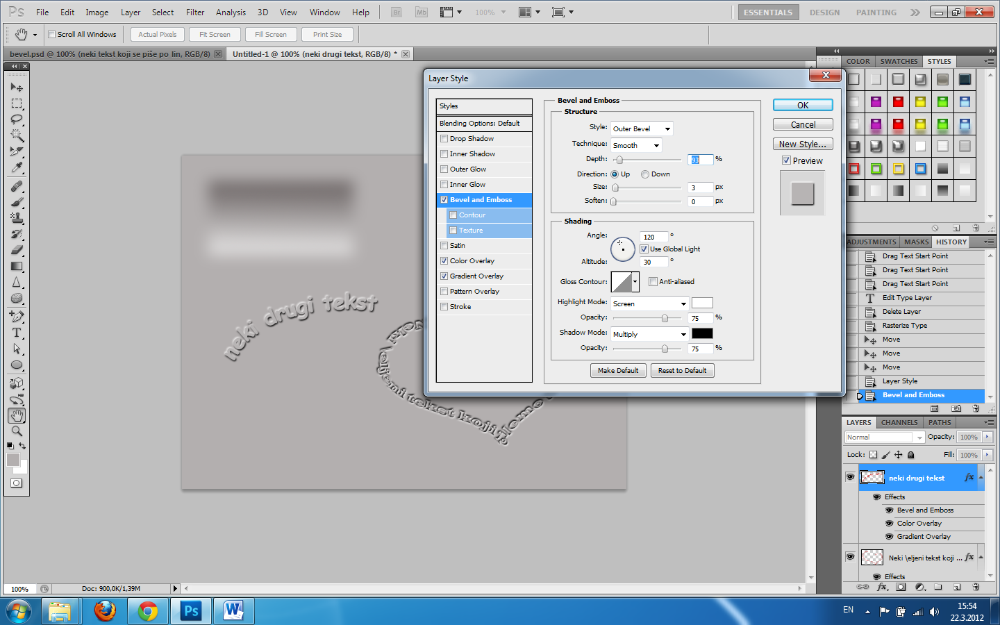 Ps File Edit Image Layer Select Filter Analysis 3D View Window Help Br Mb 100% ESSENTIALS DESIGN PAINTING
Scroll All Windows Actual Pixels Fit Screen Fill Screen Print Size
bevel.psd @ 100% (neki tekst koji se piše po lin, RGB/8) Untitled-1 @ 100% (neki drugi tekst, RGB/8) *
neki drugi tekst
Layer Style
Styles
Blending Options: Default
Drop Shadow
Inner Shadow
Outer Glow
Inner Glow
Bevel and Emboss
Contour
Texture
Satin
Color Overlay
Gradient Overlay
Pattern Overlay
Stroke
Bevel and Emboss
Structure
Style: Outer Bevel
Technique: Smooth
Depth: 93 %
Direction: Up Down
Size: 3 px
Soften: 0 px
Shading
Angle: 120 °
Use Global Light
Altitude: 30 °
Gloss Contour: Anti-aliased
Highlight Mode: Screen
Opacity: 75 %
Shadow Mode: Multiply
Opacity: 75 %
Make Default Reset to Default
OK
Cancel
New Style...
Preview
COLOR SWATCHES STYLES
ADJUSTMENTS MASKS HISTORY
Drag Text Start Point
Drag Text Start Point
Drag Text Start Point
Edit Type Layer
Delete Layer
Rasterize Type
Move
Move
Move
Layer Style
Bevel and Emboss
LAYERS CHANNELS PATHS
Normal Opacity: 100%
Lock: Fill: 100%
neki drugi tekst fx
Effects
Bevel and Emboss
Color Overlay
Gradient Overlay
Neki \eljeni tekst koji ... fx
Effects
100% Doc: 900,0K/1,39M
Ps W EN 15:54
22.3.2012